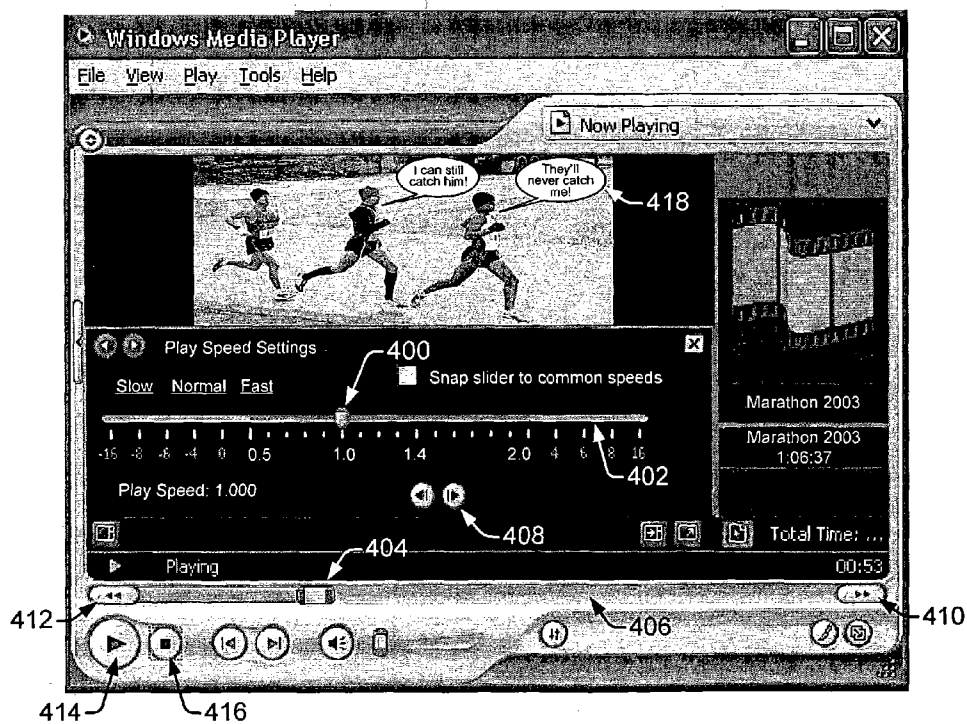 Windows Media Player
File View Play Tools Help
Now Playing
I can still
catch him!
They'll
never catch
me!
418
Play Speed Settings
400
Slow Normal Fast
Snap slider to common speeds
-16 -8 -6 -4 0 0.5 1.0 1.4 2.0 4 6 8 16
402
Play Speed: 1.000
408
Marathon 2003
Marathon 2003
1:06:37
Total Time: ...
404
Playing
00:53
412
406
410
414
416